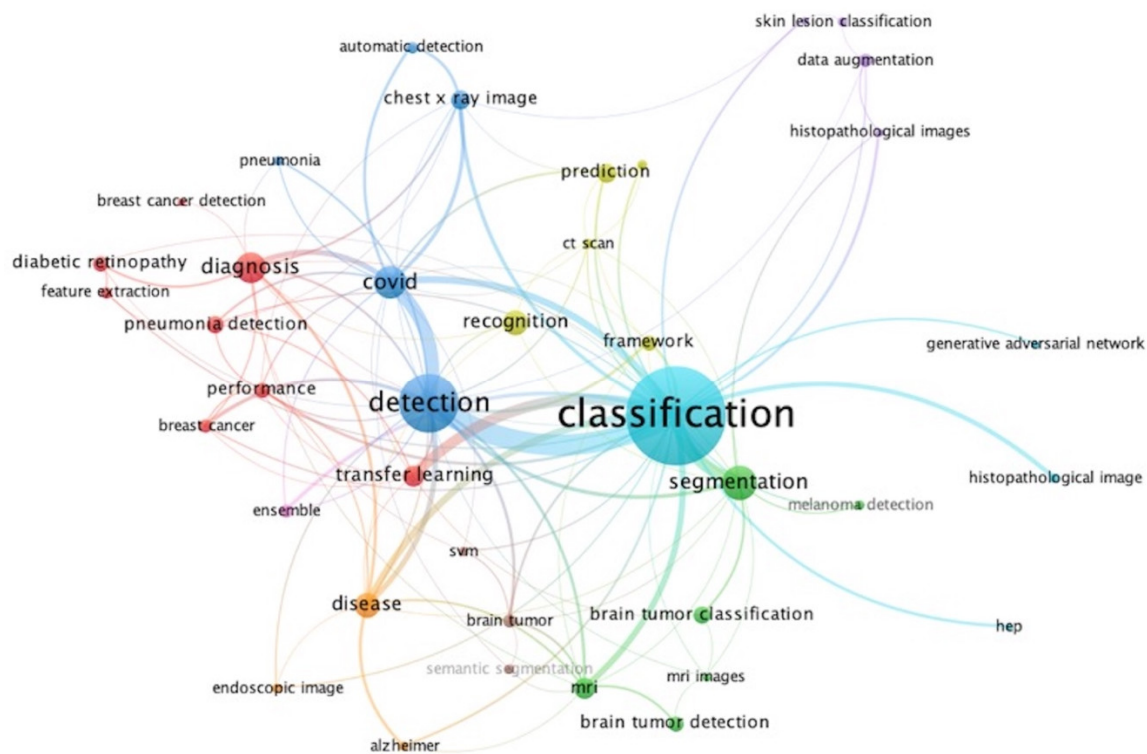 skin lesion classification
automatic detection
data augmentation
chest x ray image
histopathological images
pneumonia
prediction
breast cancer detection
ct scan
diabetic retinopathy
diagnosis
covid
feature extraction
pneumonia detection
recognition
framework
generative adversarial network
performance
detection
classification
breast cancer
transfer learning
segmentation
histopathological image
melanoma detection
ensemble
svm
disease
brain tumor
brain tumor classification
hep
semantic segmentation
mri
mri images
endoscopic image
brain tumor detection
alzheimer